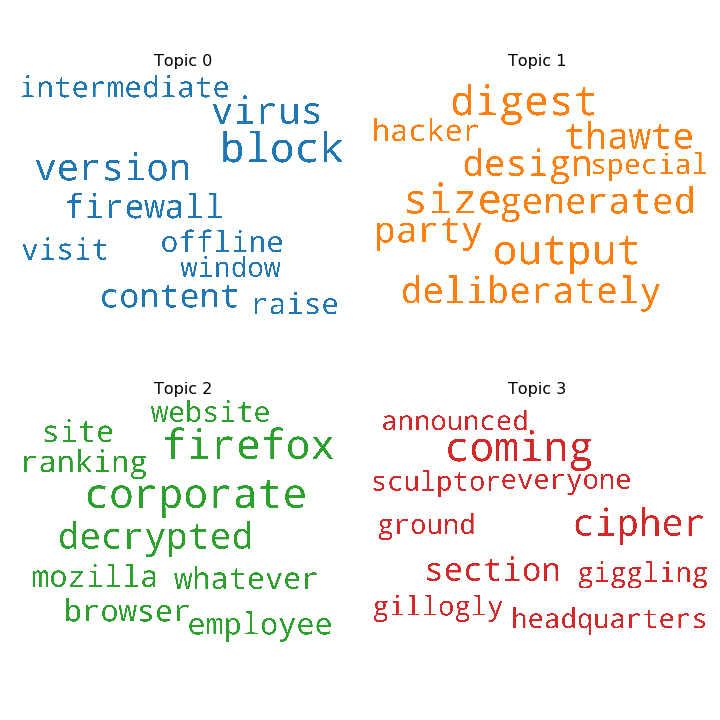 Topic 0
intermediate
virus
block
version
firewall
visit
offline
window
content
raise
Topic 1
digest
hacker
thawte
design
special
size
generated
party
output
deliberately
Topic 2
website
site
firefox
ranking
corporate
decrypted
mozilla
whatever
browser
employee
Topic 3
announced
coming
sculptor
everyone
ground
cipher
section
giggling
gillogly
headquarters